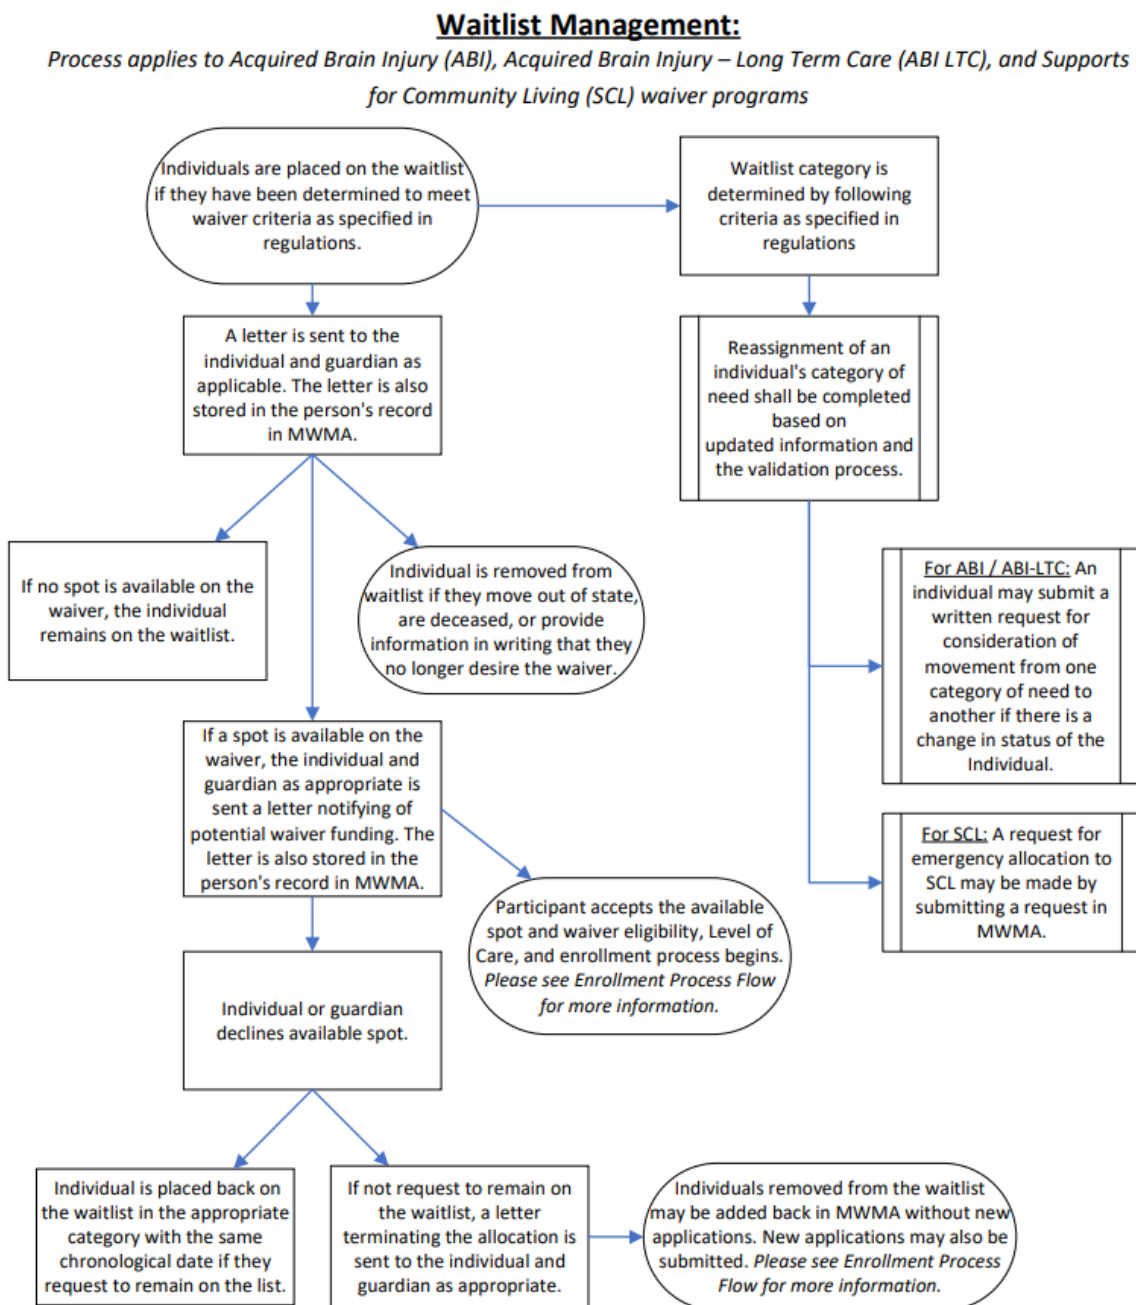 Waitlist Management:
Process applies to Acquired Brain Injury (ABI), Acquired Brain Injury – Long Term Care (ABI LTC), and Supports
for Community Living (SCL) waiver programs
Individuals are placed on the waitlist
if they have been determined to meet
waiver criteria as specified in
regulations.
Waitlist category is
determined by following
criteria as specified in
regulations
A letter is sent to the
individual and guardian as
applicable. The letter is also
stored in the person's record
in MWMA.
Reassignment of an
individual's category of
need shall be completed
based on
updated information and
the validation process.
If no spot is available on the
waiver, the individual
remains on the waitlist.
Individual is removed from
waitlist if they move out of state,
are deceased, or provide
information in writing that they
no longer desire the waiver.
For ABI / ABI-LTC: An
individual may submit a
written request for
consideration of
movement from one
category of need to
another if there is a
change in status of the
Individual.
If a spot is available on the
waiver, the individual and
guardian as appropriate is
sent a letter notifying of
potential waiver funding. The
letter is also stored in the
person's record in MWMA.
For SCL: A request for
emergency allocation to
SCL may be made by
submitting a request in
MWMA.
Participant accepts the available
spot and waiver eligibility, Level of
Care, and enrollment process begins.
Please see Enrollment Process Flow
for more information.
Individual or guardian
declines available spot.
Individual is placed back on
the waitlist in the appropriate
category with the same
chronological date if they
request to remain on the list.
If not request to remain on
the waitlist, a letter
terminating the allocation is
sent to the individual and
guardian as appropriate.
Individuals removed from the waitlist
may be added back in MWMA without new
applications. New applications may also be
submitted. Please see Enrollment Process
Flow for more information.